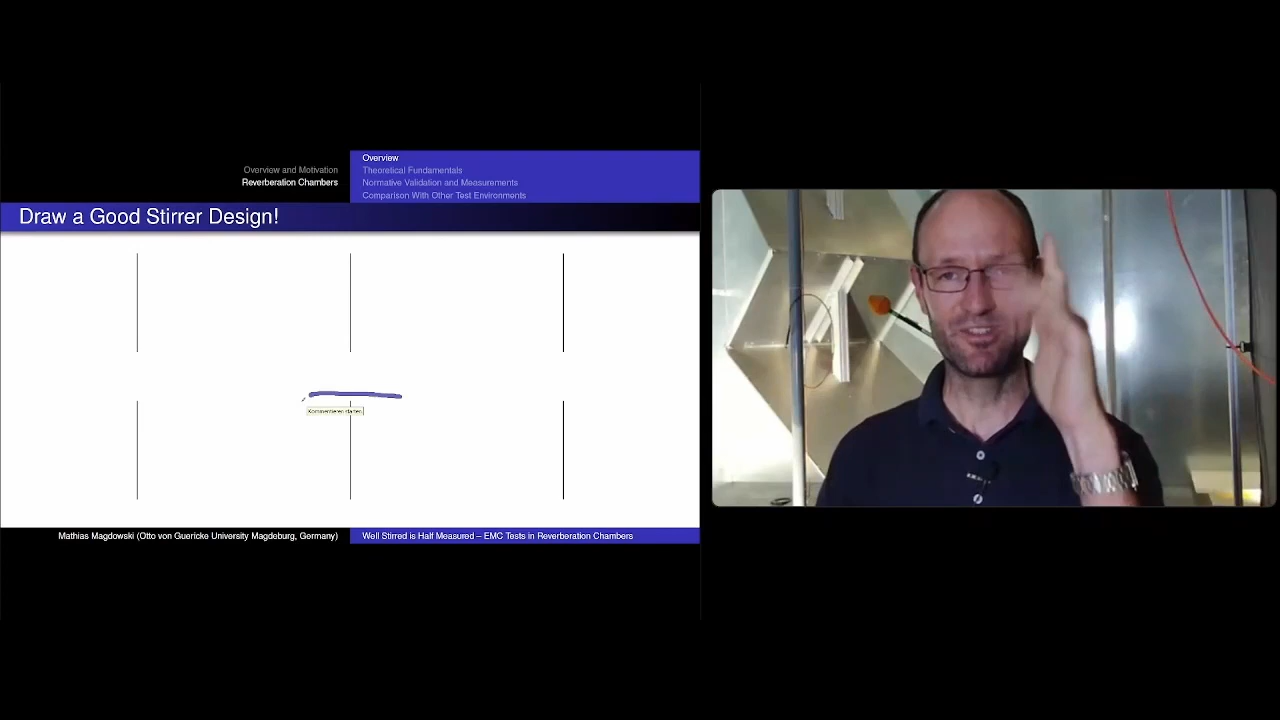 Overview and Motivation
Reverberation Chambers
Overview
Theoretical Fundamentals
Normative Validation and Measurements
Comparison With Other Test Environments
Draw a Good Stirrer Design!
Kommentieren starten
Mathias Magdowski (Otto von Guericke University Magdeburg, Germany)
Well Stirred is Half Measured – EMC Tests in Reverberation Chambers